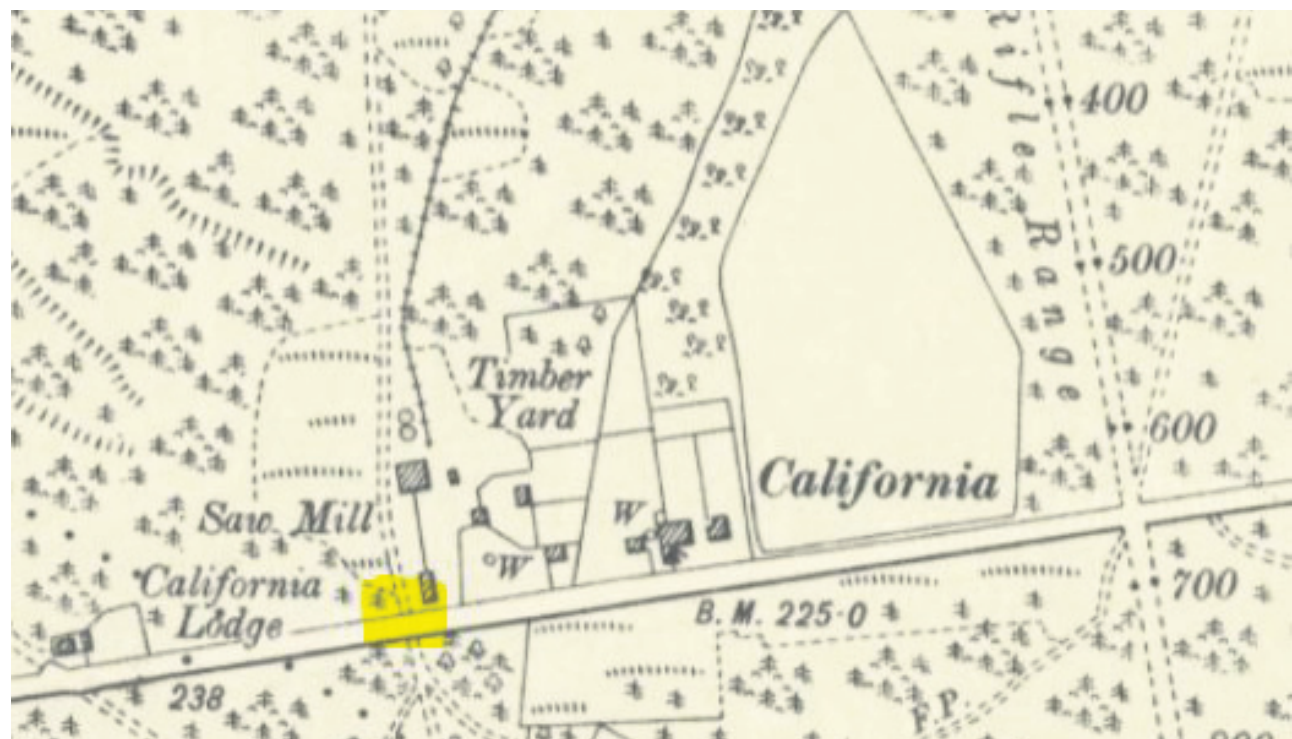 Rifle Range
400
500
600
Timber
Yard
California
Saw Mill
W
W
California
Lodge
B. M. 225·0
700
238
F P.